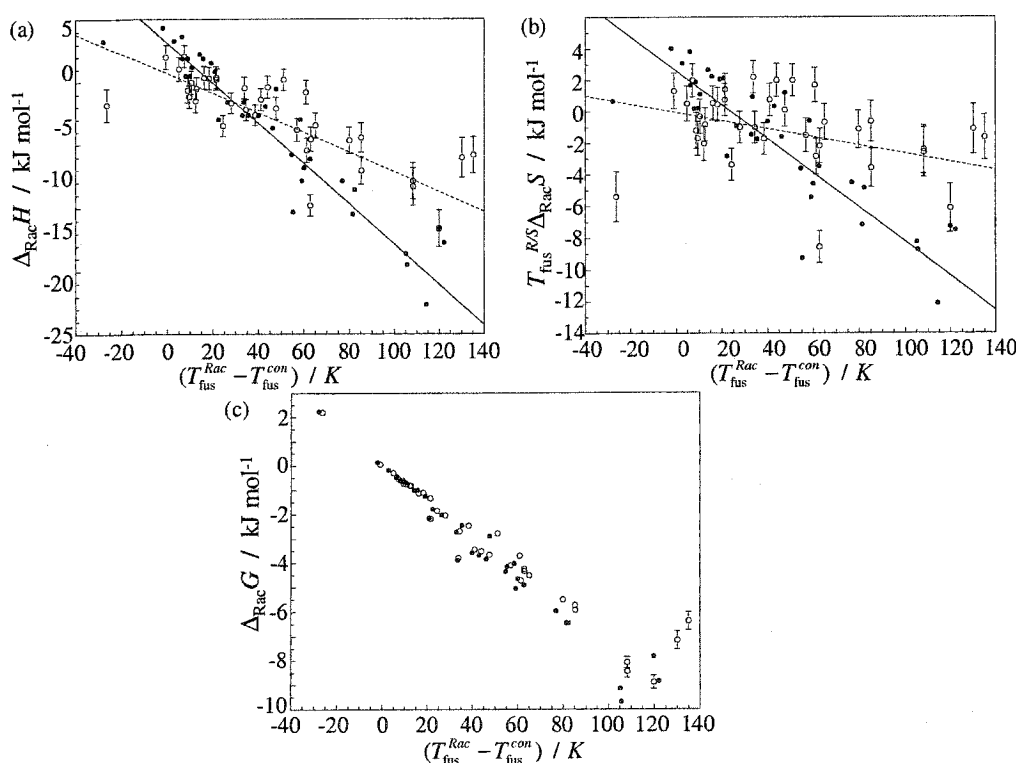 (a)
5
0
-5
-10
-15
-20
-25
Δ_Rac H / kJ mol⁻¹
-40 -20 0 20 40 60 80 100 120 140
(T_fus^Rac − T_fus^con) / K
(b)
4
2
0
-2
-4
-6
-8
-10
-12
-14
T_fus^R/S Δ_Rac S / kJ mol⁻¹
-40 -20 0 20 40 60 80 100 120 140
(T_fus^Rac − T_fus^con) / K
(c)
2
0
-2
-4
-6
-8
-10
Δ_Rac G / kJ mol⁻¹
-40 -20 0 20 40 60 80 100 120 140
(T_fus^Rac − T_fus^con) / K